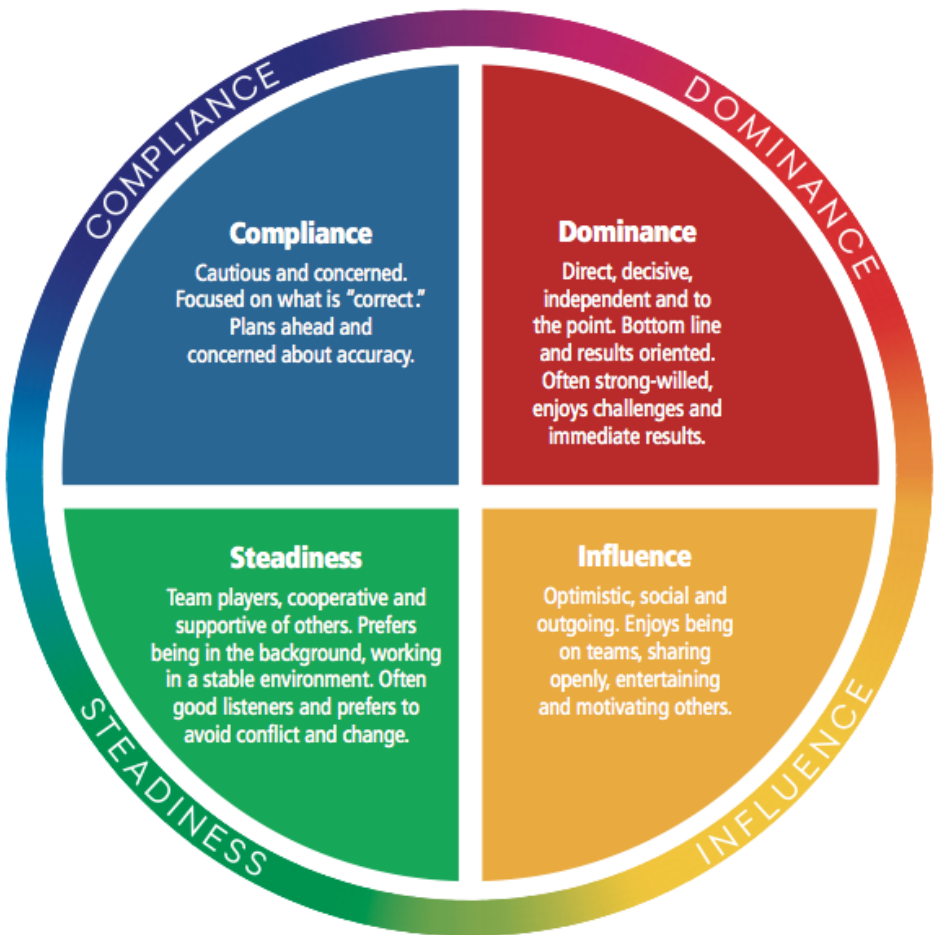 COMPLIANCE
DOMINANCE
Compliance
Cautious and concerned.
Focused on what is "correct."
Plans ahead and
concerned about accuracy.
Dominance
Direct, decisive,
independent and to
the point. Bottom line
and results oriented.
Often strong-willed,
enjoys challenges and
immediate results.
Steadiness
Team players, cooperative and
supportive of others. Prefers
being in the background, working
in a stable environment. Often
good listeners and prefers to
avoid conflict and change.
Influence
Optimistic, social and
outgoing. Enjoys being
on teams, sharing
openly, entertaining
and motivating others.
STEADINESS
INFLUENCE